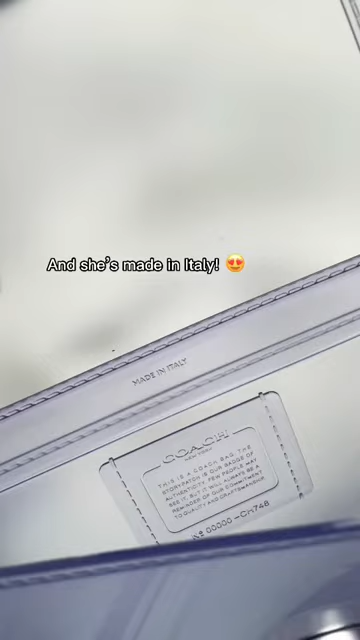 And she's made in Italy! 😍
MADE IN ITALY
COACH
NEW YORK
THIS IS A COACH BAG. THE
STORYPATCH IS OUR BADGE OF
AUTHENTICITY. FEW PEOPLE MAY
SEE IT, BUT IT WILL ALWAYS BE A
REMINDER OF OUR COMMITMENT
TO QUALITY AND CRAFTSMANSHIP.
Nº 00000-CH748